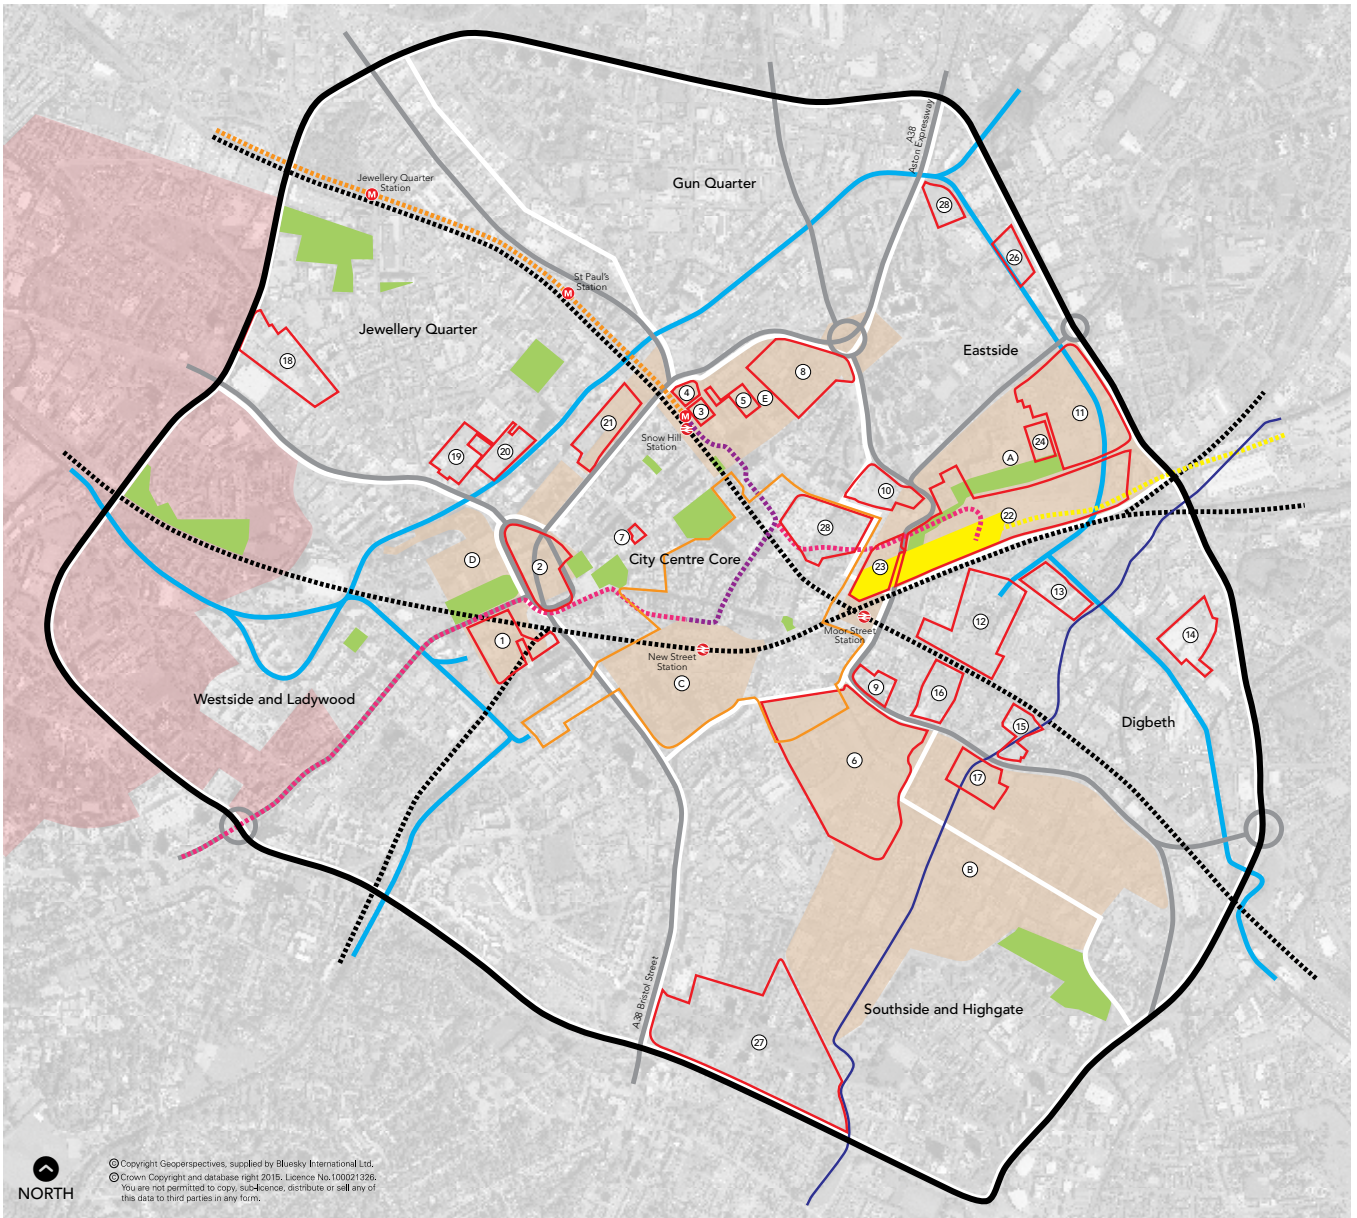 A38
Aston Expressway
Jewellery Quarter
Station
M
Gun Quarter
28
26
St Paul's
Station
M
Jewellery Quarter
Eastside
18
8
4
5
E
3
M
11
21
Snow Hill
Station
24
19
20
A
10
22
28
7
City Centre Core
D
2
23
13
12
14
Moor Street
Station
1
New Street
Station
C
9
16
Westside and Ladywood
15
Digbeth
6
17
B
A38 Bristol Street
Southside and Highgate
27
NORTH
© Copyright Geoperspectives, supplied by Bluesky International Ltd.
© Crown Copyright and database right 2015. Licence No.100021326.
You are not permitted to copy, sub-licence, distribute or sell any of
this data to third parties in any form.